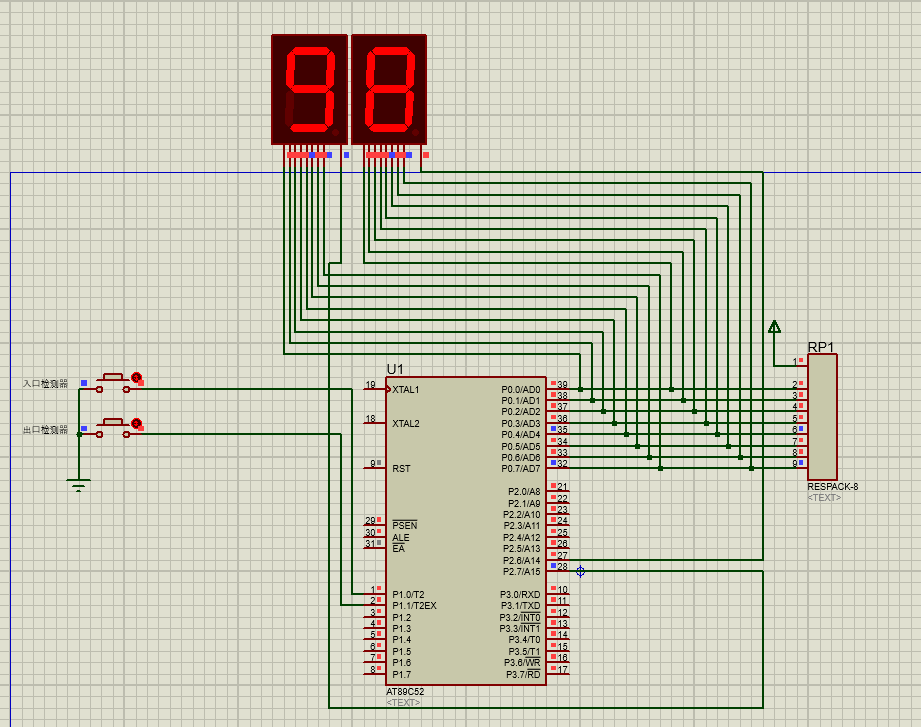 98
RP1
1
2
3
4
5
6
7
8
9
RESPACK-8
<TEXT>
入口检测器
出口检测器
U1
19 XTAL1
18 XTAL2
9 RST
29 PSEN
30 ALE
31 EA
1 P1.0/T2
2 P1.1/T2EX
3 P1.2
4 P1.3
5 P1.4
6 P1.5
7 P1.6
8 P1.7
P0.0/AD0 39
P0.1/AD1 38
P0.2/AD2 37
P0.3/AD3 36
P0.4/AD4 35
P0.5/AD5 34
P0.6/AD6 33
P0.7/AD7 32
P2.0/A8 21
P2.1/A9 22
P2.2/A10 23
P2.3/A11 24
P2.4/A12 25
P2.5/A13 26
P2.6/A14 27
P2.7/A15 28
P3.0/RXD 10
P3.1/TXD 11
P3.2/INT0 12
P3.3/INT1 13
P3.4/T0 14
P3.5/T1 15
P3.6/WR 16
P3.7/RD 17
AT89C52
<TEXT>